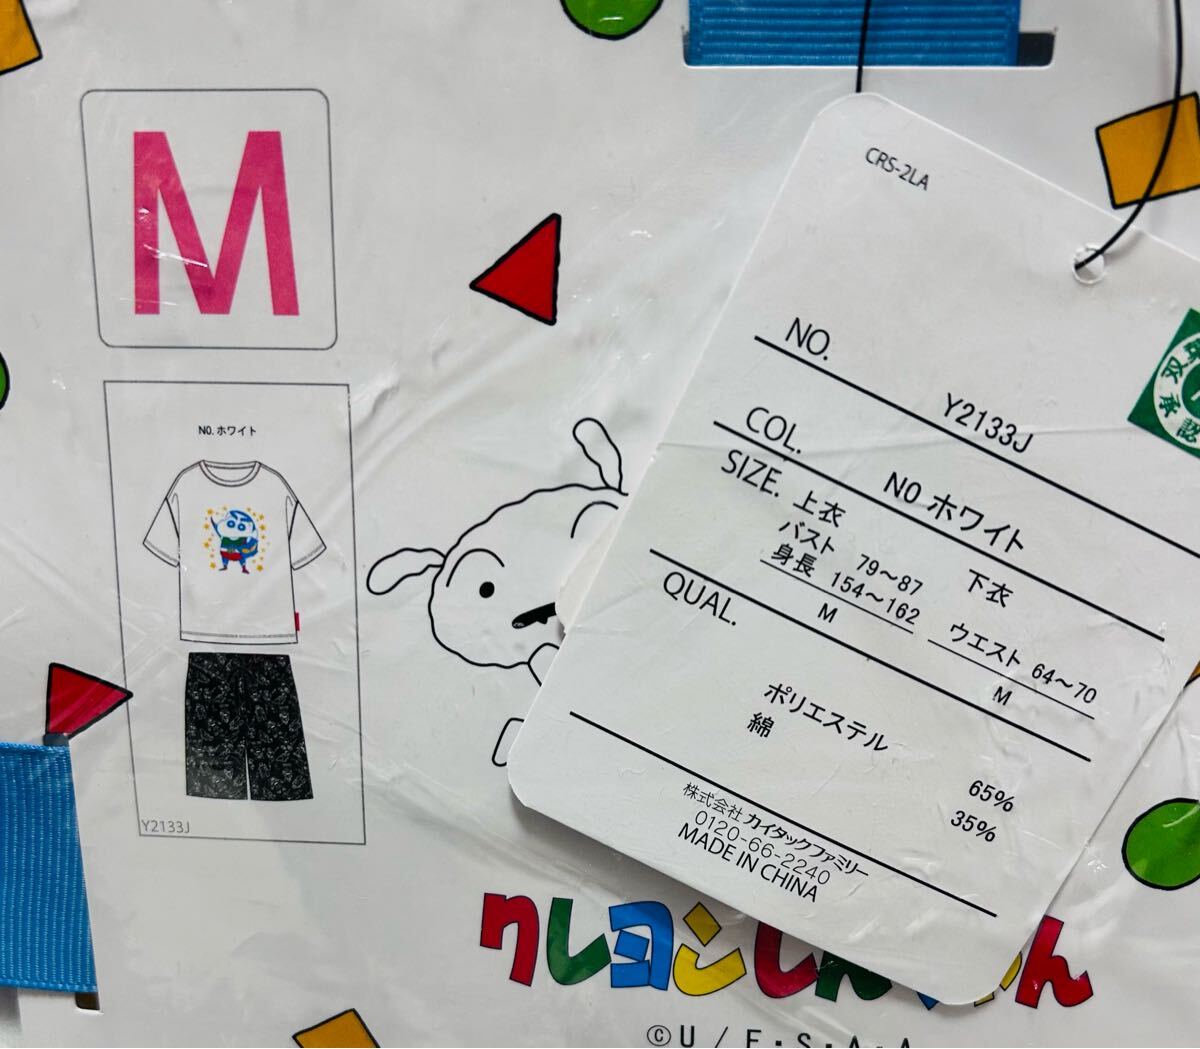 M
NO.ホワイト
Y2133J
CRS-2LA
NO. Y2133J
COL. NO ホワイト
SIZE. 上衣 下衣
バスト 79～87
身長 154～162 ウエスト 64～70
M M
QUAL.
ポリエステル 65%
綿 35%
株式会社カイタックファミリー
0120-66-2240
MADE IN CHINA
双
承認
クレヨンしんちゃん
©U/F・S・A・A